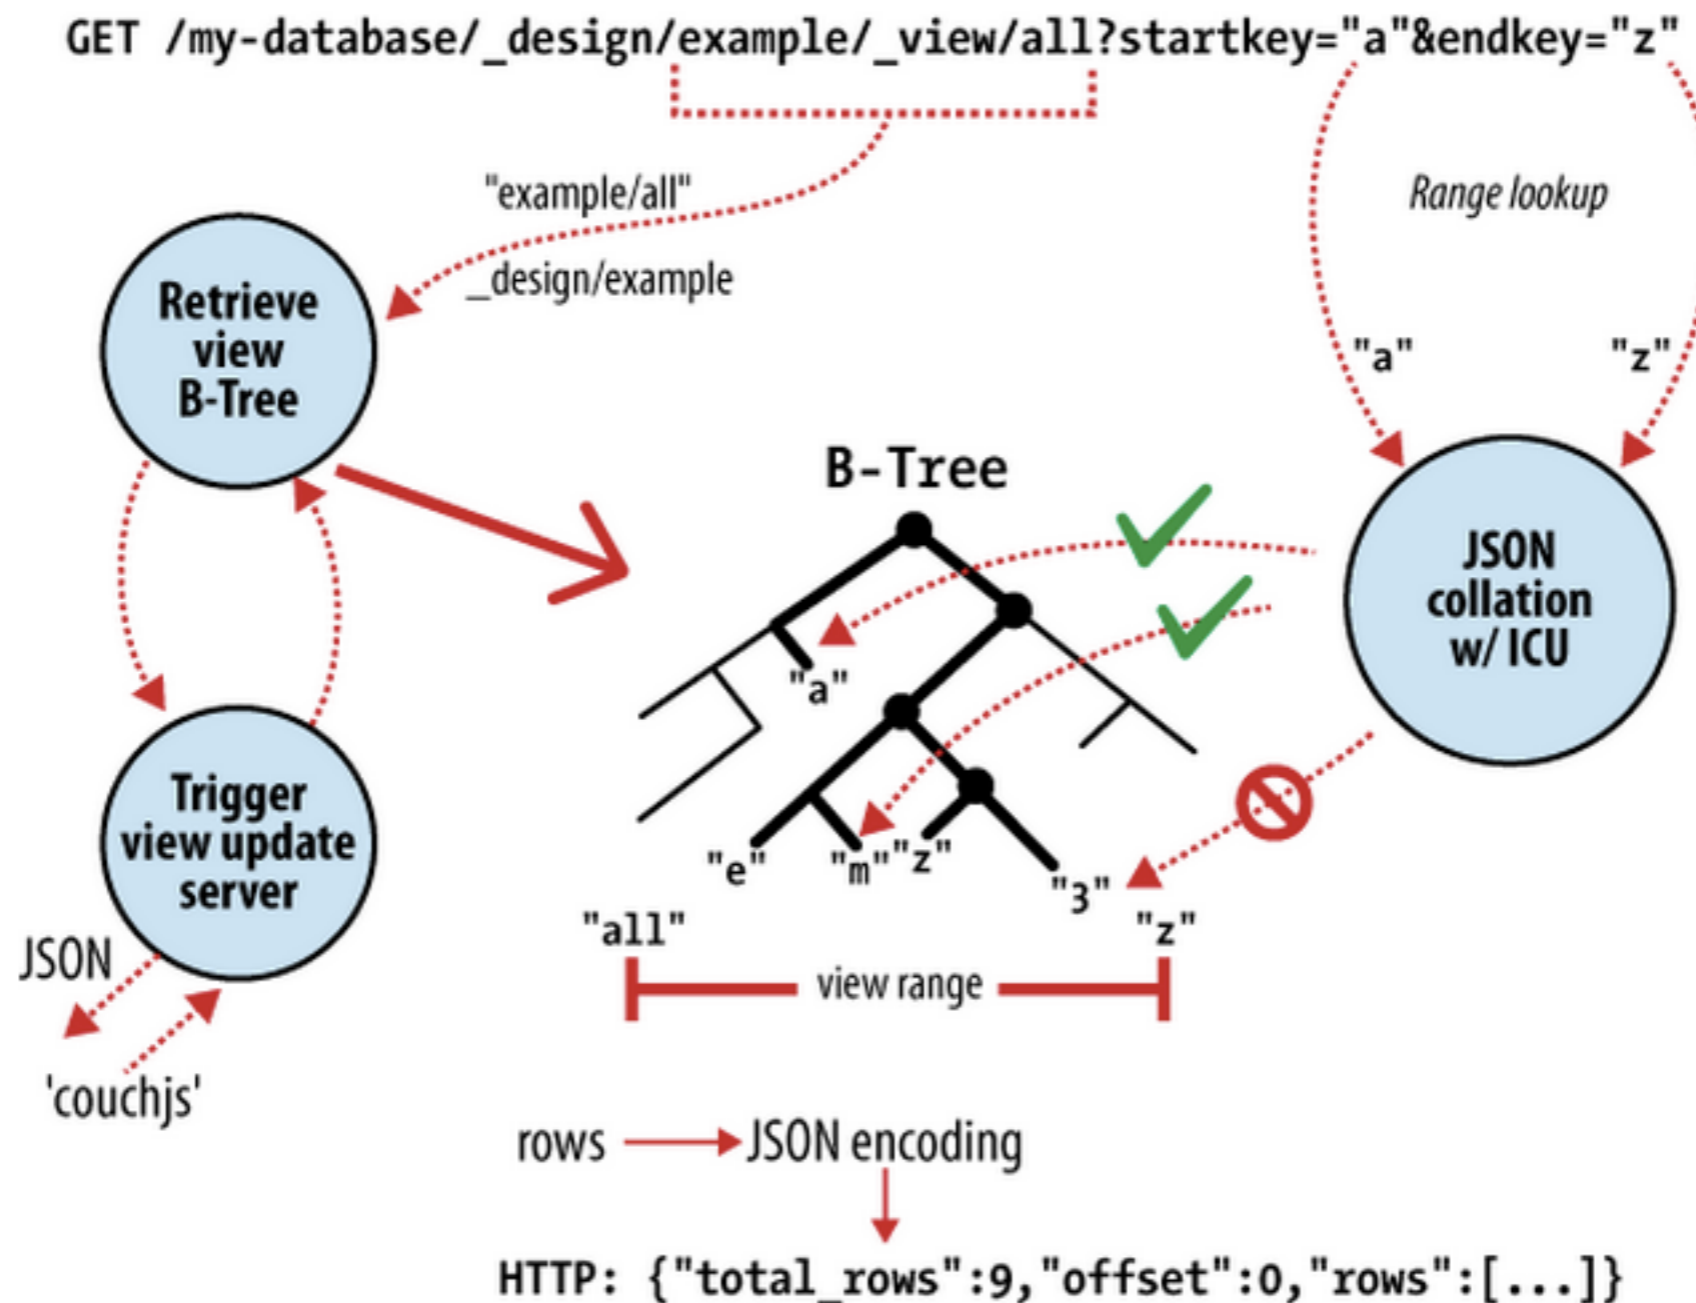 GET /my-database/_design/example/_view/all?startkey="a"&endkey="z"
"example/all"
_design/example
Range lookup
"a"
"z"
Retrieve
view
B-Tree
B-Tree
JSON
collation
w/ ICU
"a"
"e"
"m"
"z"
"3"
Trigger
view update
server
JSON
'couchjs'
"all"
"z"
view range
rows
JSON encoding
HTTP: {"total_rows":9,"offset":0,"rows":[...]}